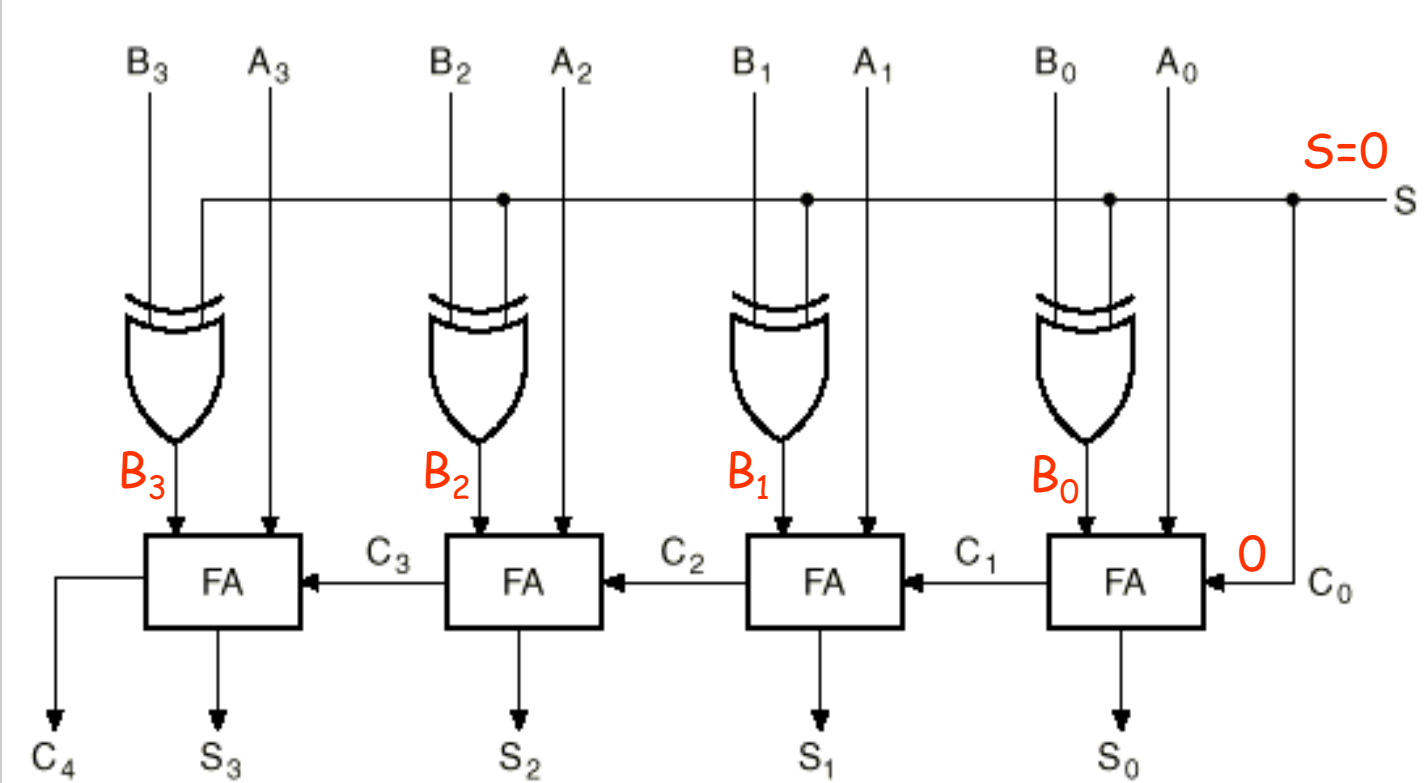 B₃ A₃ B₂ A₂ B₁ A₁ B₀ A₀
S=0
S
B₃ B₂ B₁ B₀
C₃ C₂ C₁ 0
FA FA FA FA C₀
C₄ S₃ S₂ S₁ S₀